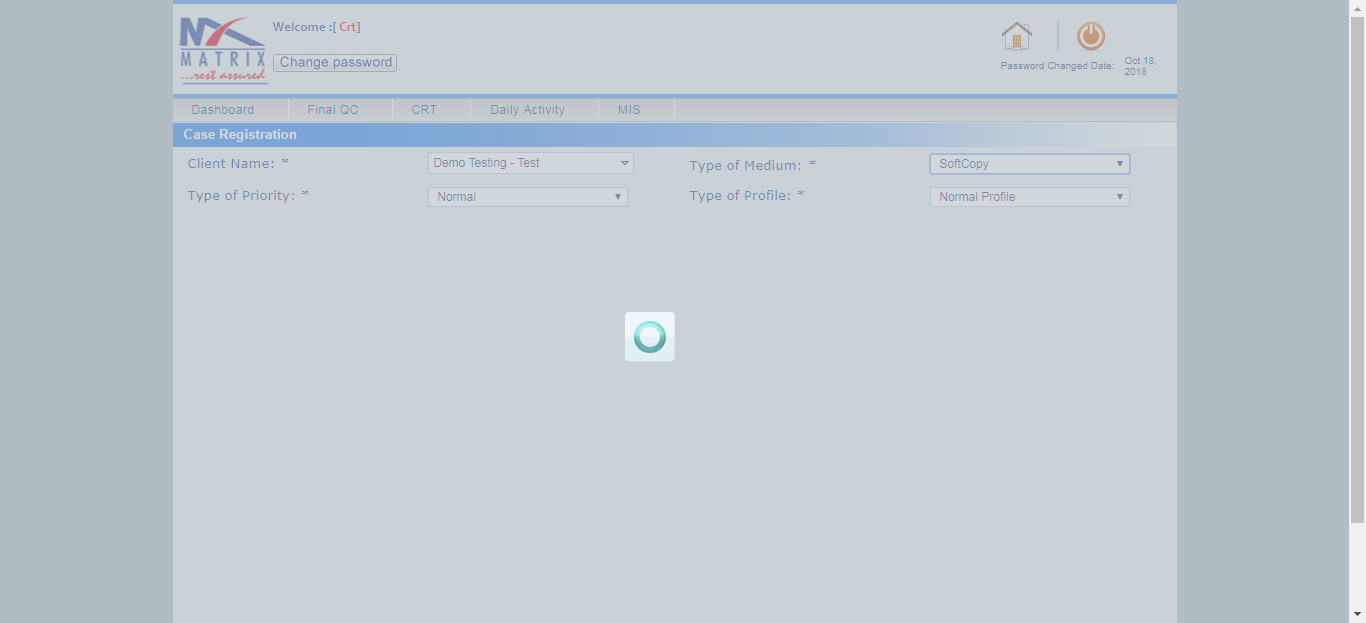 Welcome :[ Crt]
MATRIX
...rest assured
Change password
Password Changed Date: Oct 18, 2018
Dashboard Final QC CRT Daily Activity MIS
Case Registration
Client Name: * Demo Testing - Test Type of Medium: * SoftCopy
Type of Priority: * Normal Type of Profile: * Normal Profile